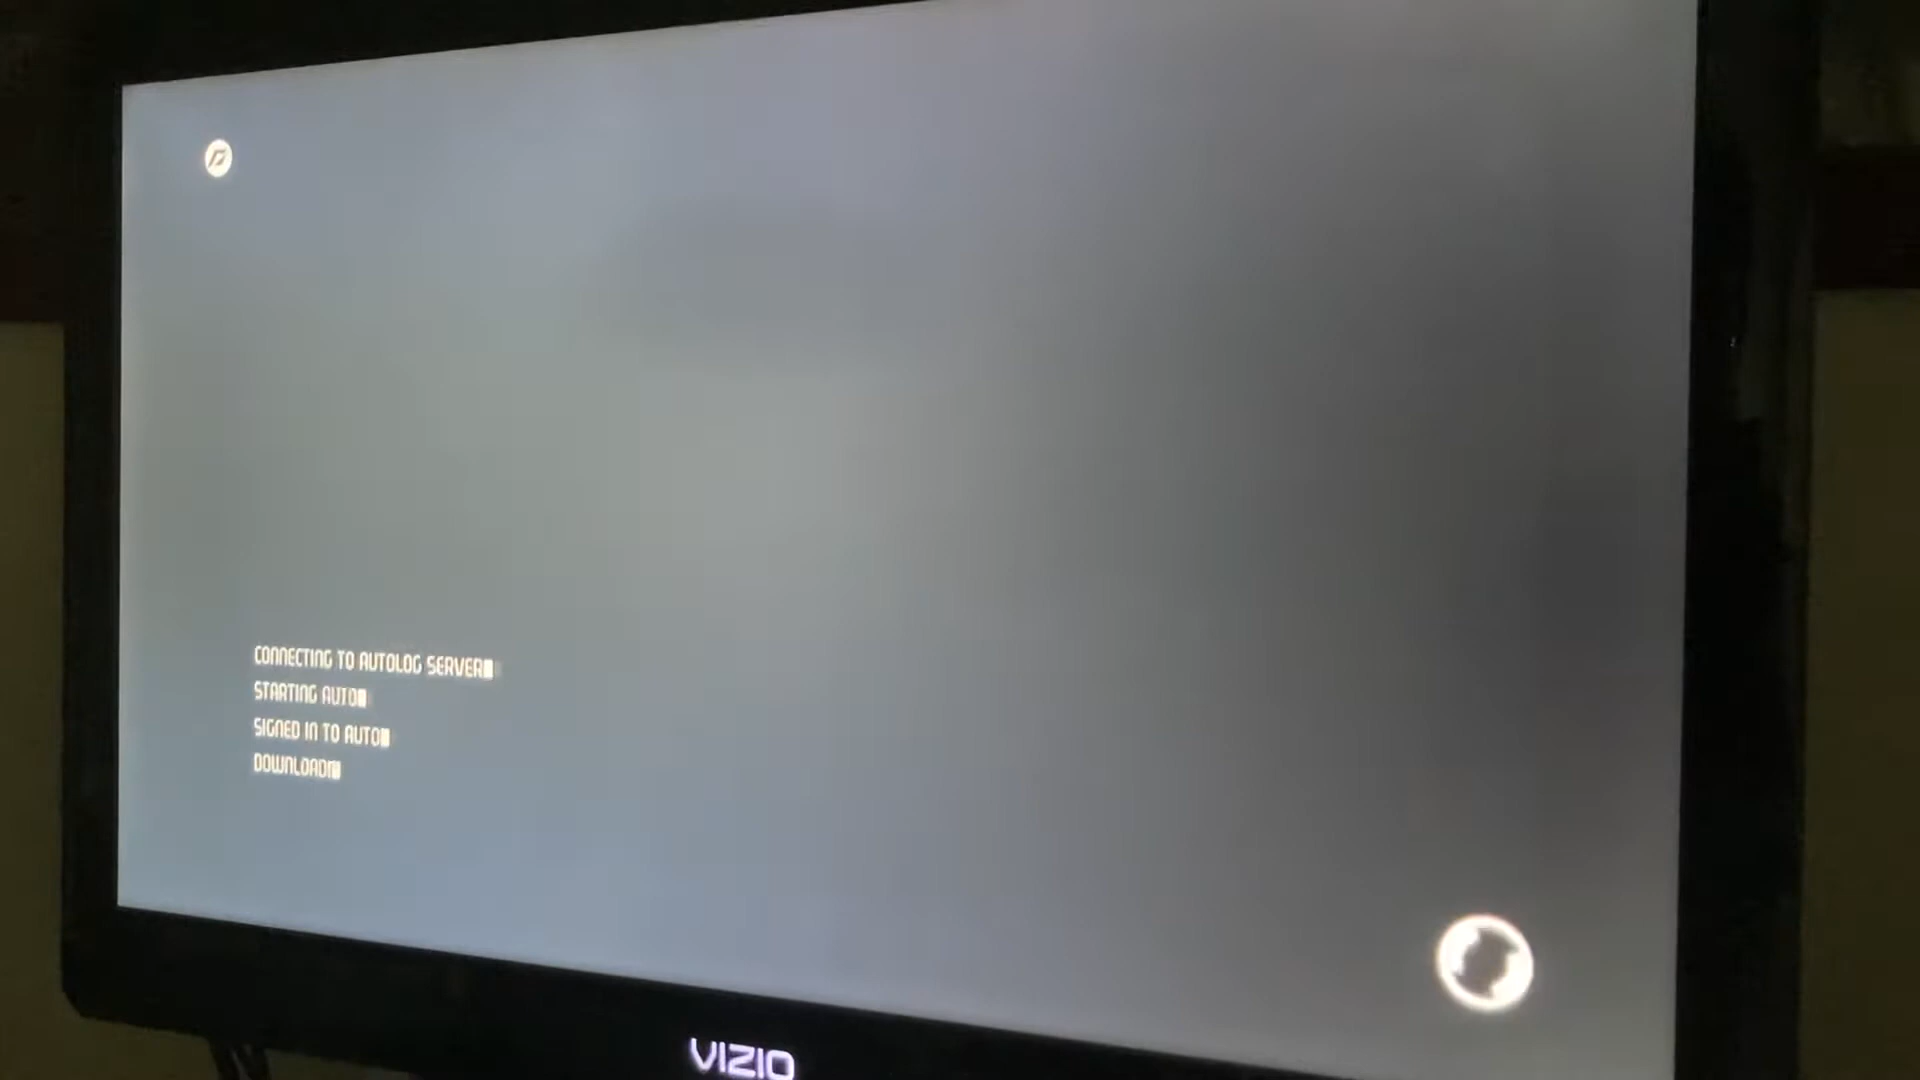 CONNECTING TO AUTOLOG SERVER
STARTING AUTO
SIGNED IN TO AUTO
DOWNLOAD
VIZIO